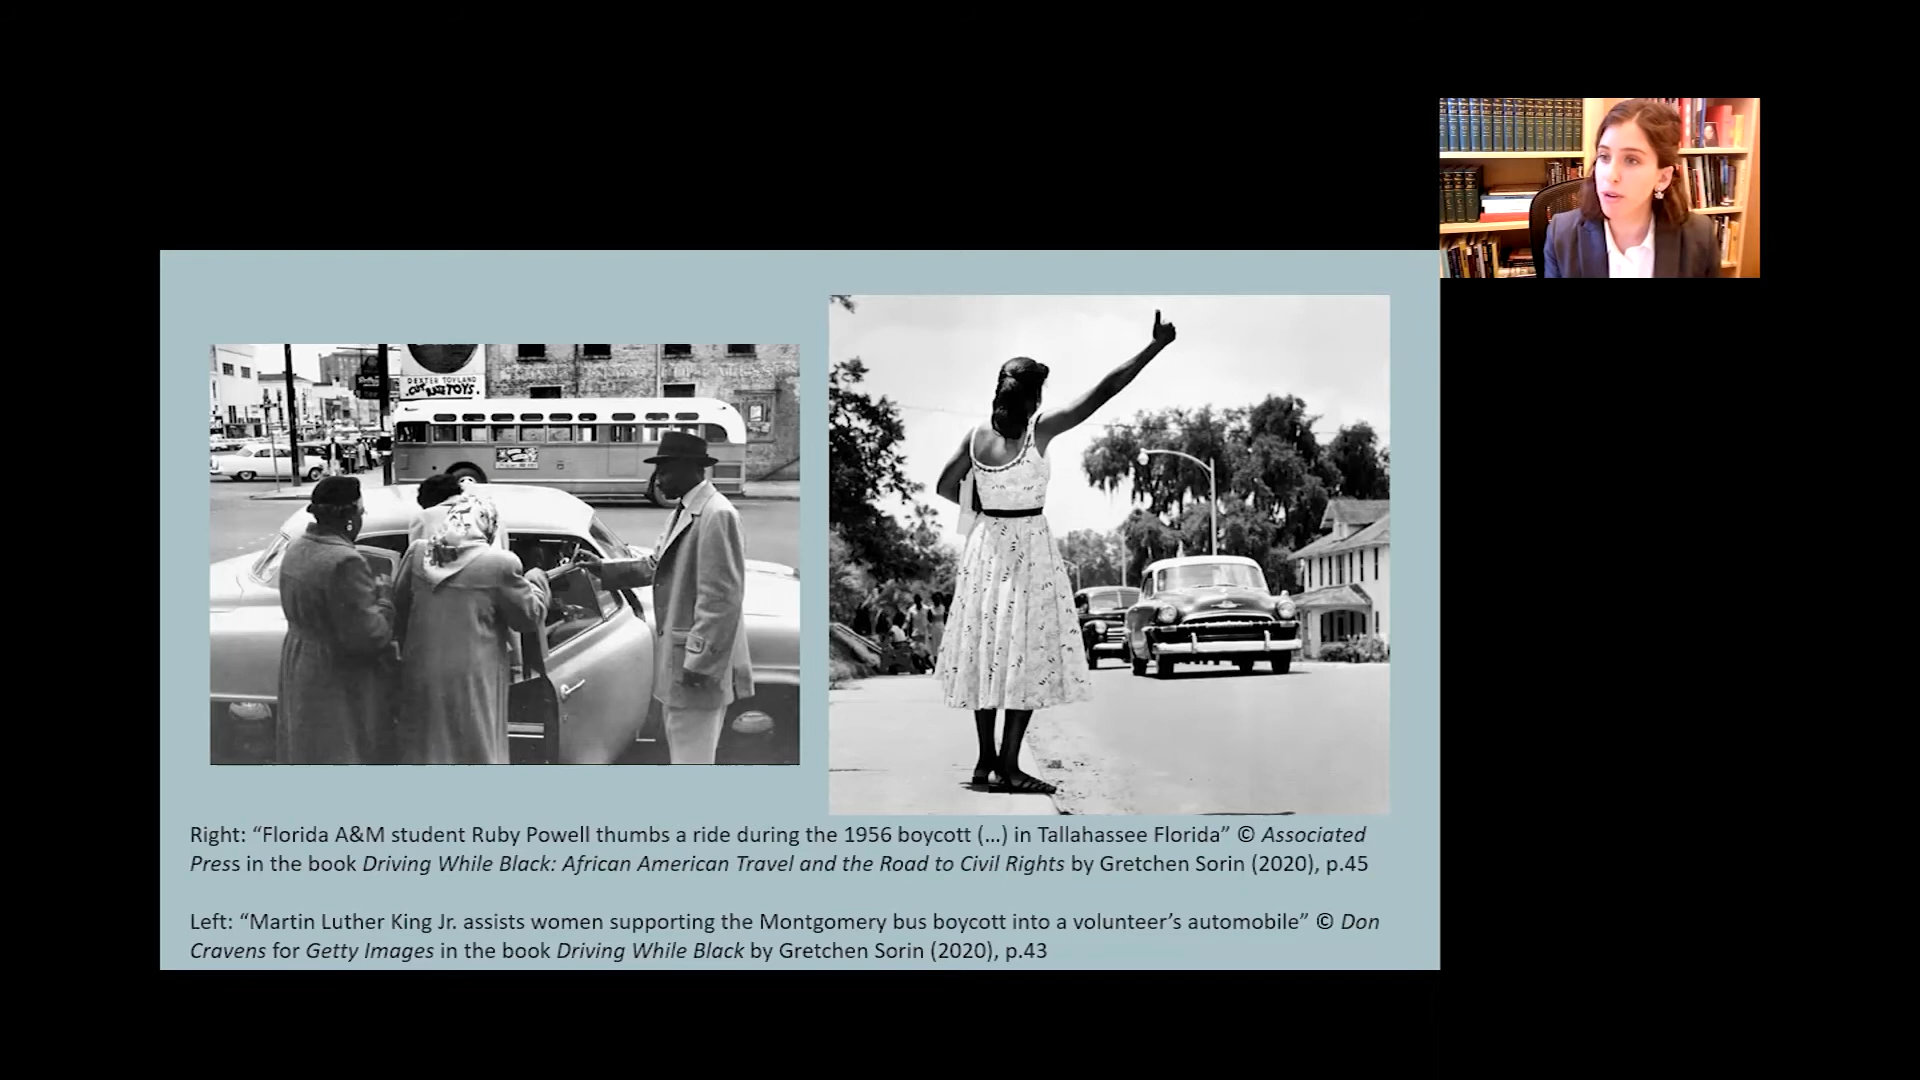 DEXTER TOYLAND
CUT RATE TOYS.
Right: “Florida A&M student Ruby Powell thumbs a ride during the 1956 boycott (…) in Tallahassee Florida” © Associated
Press in the book Driving While Black: African American Travel and the Road to Civil Rights by Gretchen Sorin (2020), p.45
Left: “Martin Luther King Jr. assists women supporting the Montgomery bus boycott into a volunteer’s automobile” © Don
Cravens for Getty Images in the book Driving While Black by Gretchen Sorin (2020), p.43